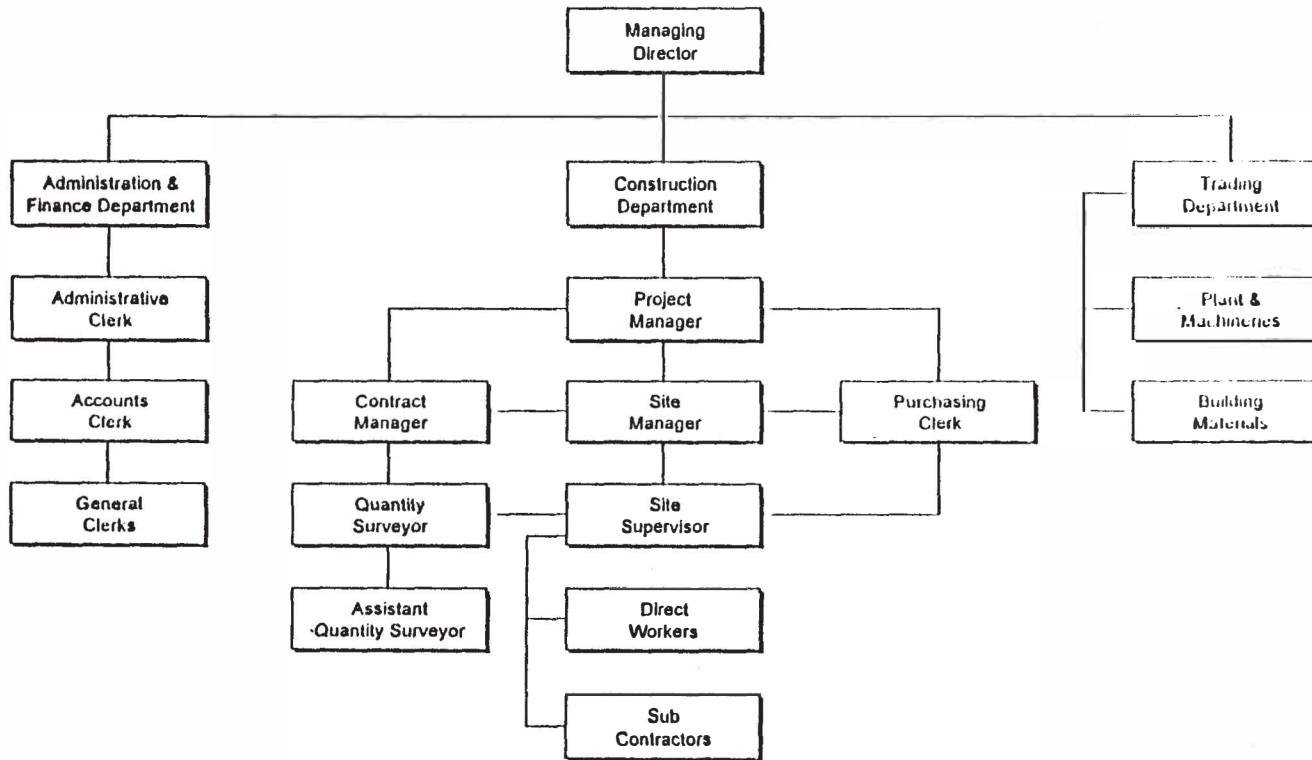 Managing
Director
Administration &
Finance Department
Construction
Department
Trading
Department
Administrative
Clerk
Project
Manager
Plant &
Machineries
Accounts
Clerk
Contract
Manager
Site
Manager
Purchasing
Clerk
Building
Materials
General
Clerks
Quantity
Surveyor
Site
Supervisor
Assistant
Quantity Surveyor
Direct
Workers
Sub
Contractors